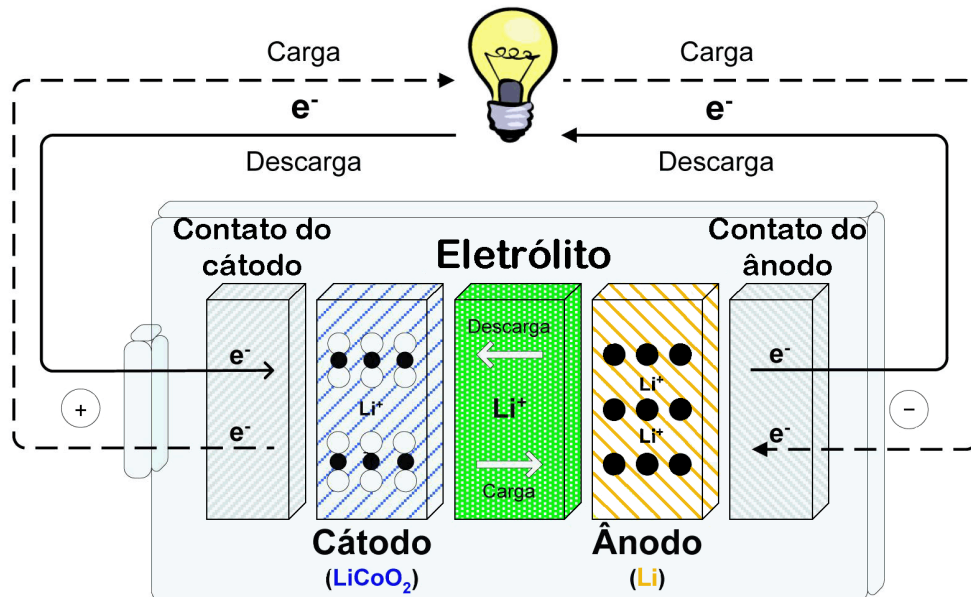 Carga
Carga
e⁻
e⁻
Descarga
Descarga
Contato do
cátodo
Eletrólito
Contato do
ânodo
Descarga
e⁻
e⁻
Li⁺
+
Li⁺
Li⁺
−
e⁻
Li⁺
e⁻
Carga
Cátodo
(LiCoO₂)
Ânodo
(Li)